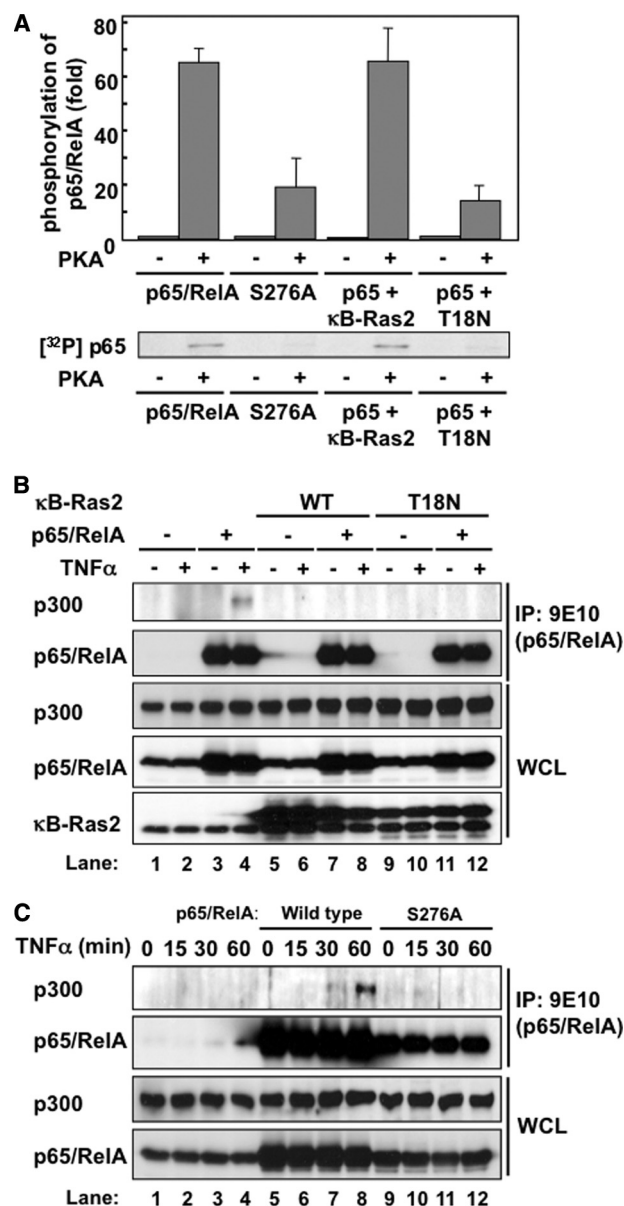 A
phosphorylation of
p65/RelA (fold)
80
60
40
20
0
PKA - + - + - + - +
p65/RelA S276A p65 + p65 +
κB-Ras2 T18N
[³²P] p65
PKA - + - + - + - +
p65/RelA S276A p65 + p65 +
κB-Ras2 T18N
B
κB-Ras2 WT T18N
p65/RelA - + - + - +
TNFα - + - + - + - + - + - +
p300
p65/RelA
IP: 9E10
(p65/RelA)
p300
p65/RelA
κB-Ras2
WCL
Lane: 1 2 3 4 5 6 7 8 9 10 11 12
C
p65/RelA: Wild type S276A
TNFα (min) 0 15 30 60 0 15 30 60 0 15 30 60
p300
p65/RelA
IP: 9E10
(p65/RelA)
p300
p65/RelA
WCL
Lane: 1 2 3 4 5 6 7 8 9 10 11 12